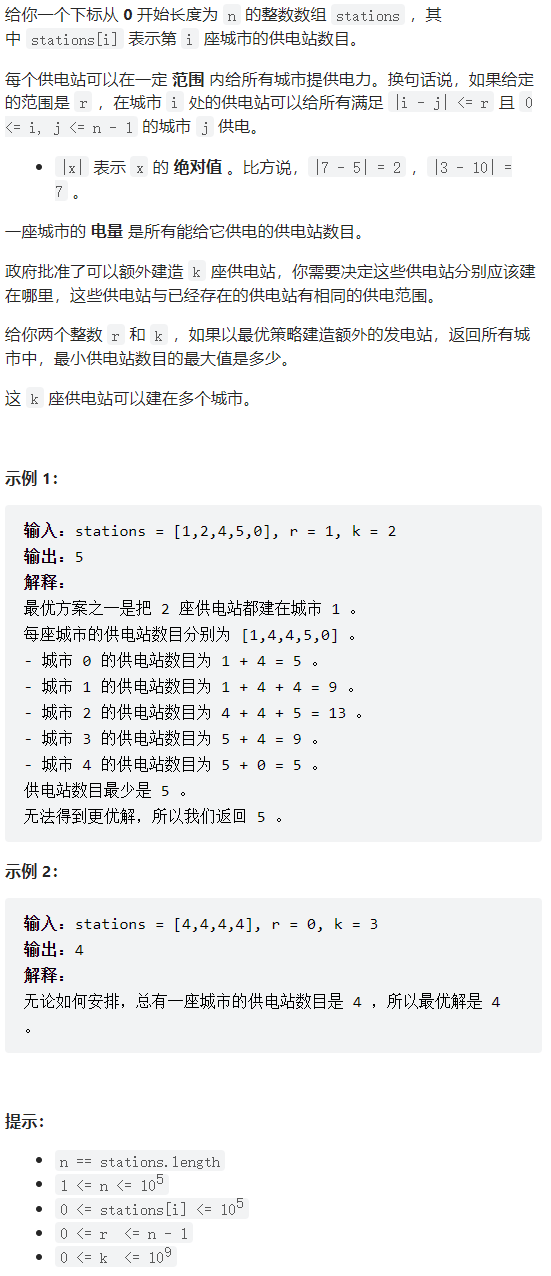 给你一个下标从 0 开始长度为 n 的整数数组 stations ，其
中 stations[i] 表示第 i 座城市的供电站数目。
每个供电站可以在一定 范围 内给所有城市提供电力。换句话说，如果给定
的范围是 r ，在城市 i 处的供电站可以给所有满足 |i - j| <= r 且 0
<= i, j <= n - 1 的城市 j 供电。
• |x| 表示 x 的 绝对值 。比方说，|7 - 5| = 2 ，|3 - 10| =
7 。
一座城市的 电量 是所有能给它供电的供电站数目。
政府批准了可以额外建造 k 座供电站，你需要决定这些供电站分别应该建
在哪里，这些供电站与已经存在的供电站有相同的供电范围。
给你两个整数 r 和 k ，如果以最优策略建造额外的发电站，返回所有城
市中，最小供电站数目的最大值是多少。
这 k 座供电站可以建在多个城市。
示例 1：
输入：stations = [1,2,4,5,0], r = 1, k = 2
输出：5
解释：
最优方案之一是把 2 座供电站都建在城市 1 。
每座城市的供电站数目分别为 [1,4,4,5,0] 。
- 城市 0 的供电站数目为 1 + 4 = 5 。
- 城市 1 的供电站数目为 1 + 4 + 4 = 9 。
- 城市 2 的供电站数目为 4 + 4 + 5 = 13 。
- 城市 3 的供电站数目为 5 + 4 = 9 。
- 城市 4 的供电站数目为 5 + 0 = 5 。
供电站数目最少是 5 。
无法得到更优解，所以我们返回 5 。
示例 2：
输入：stations = [4,4,4,4], r = 0, k = 3
输出：4
解释：
无论如何安排，总有一座城市的供电站数目是 4 ，所以最优解是 4
。
提示：
• n == stations.length
• 1 <= n <= 10⁵
• 0 <= stations[i] <= 10⁵
• 0 <= r <= n - 1
• 0 <= k <= 10⁹